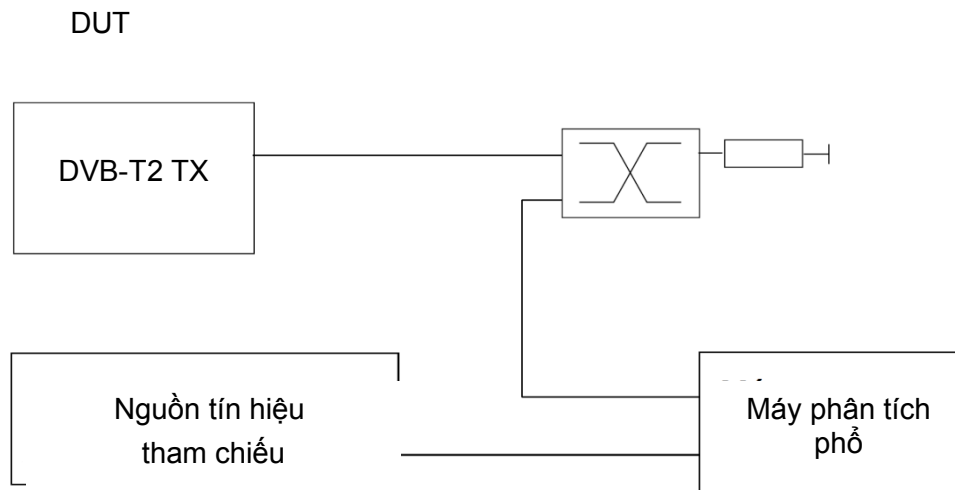 DUT
DVB-T2 TX
Nguồn tín hiệu
tham chiếu
Máy phân tích
phổ